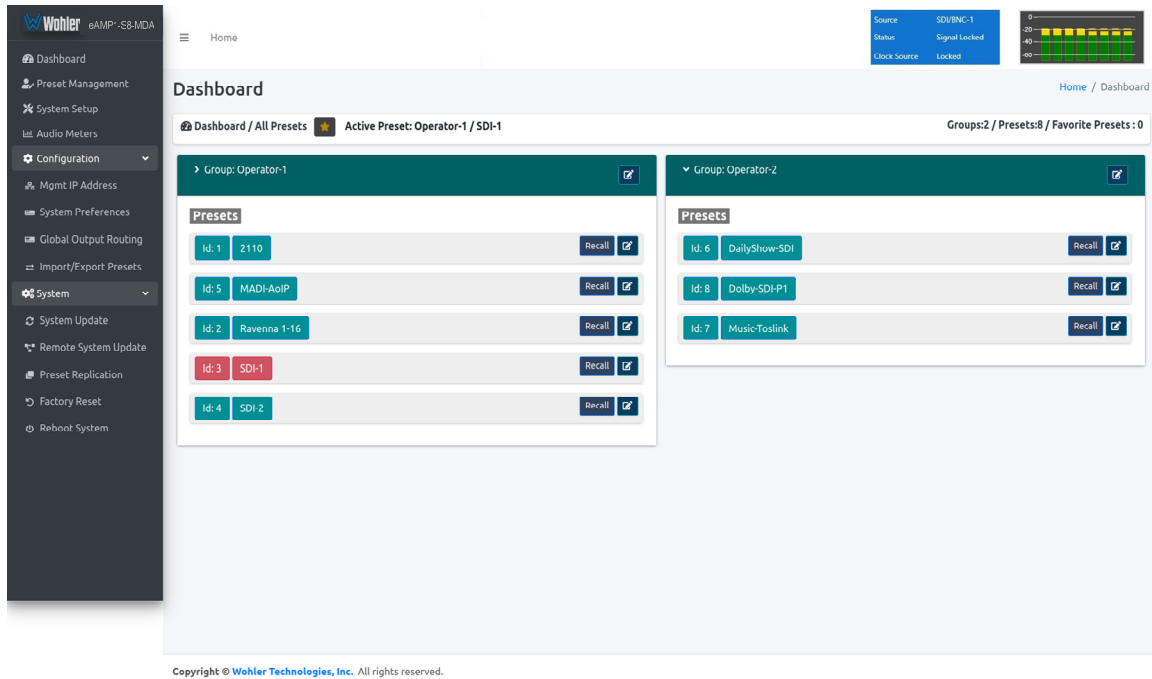 Wohler eAMP1-S8-MDA
Dashboard
Preset Management
System Setup
Audio Meters
Configuration
Mgmt IP Address
System Preferences
Global Output Routing
Import/Export Presets
System
System Update
Remote System Update
Preset Replication
Factory Reset
Reboot System
Home
Source SDI/BNC-1
Status Signal Locked
Clock Source Locked
0
-20
-40
-60
Dashboard
Home / Dashboard
Dashboard / All Presets Active Preset: Operator-1 / SDI-1
Groups:2 / Presets:8 / Favorite Presets : 0
Group: Operator-1
Presets
Id: 1 2110 Recall
Id: 5 MADI-AoIP Recall
Id: 2 Ravenna 1-16 Recall
Id: 3 SDI-1 Recall
Id: 4 SDI-2 Recall
Group: Operator-2
Presets
Id: 6 DailyShow-SDI Recall
Id: 8 Dolby-SDI-P1 Recall
Id: 7 Music-Toslink Recall
Copyright © Wohler Technologies, Inc. All rights reserved.